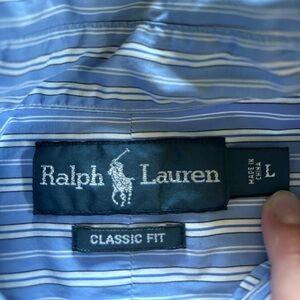 Ralph Lauren
MADE IN
CHINA
L
CLASSIC FIT